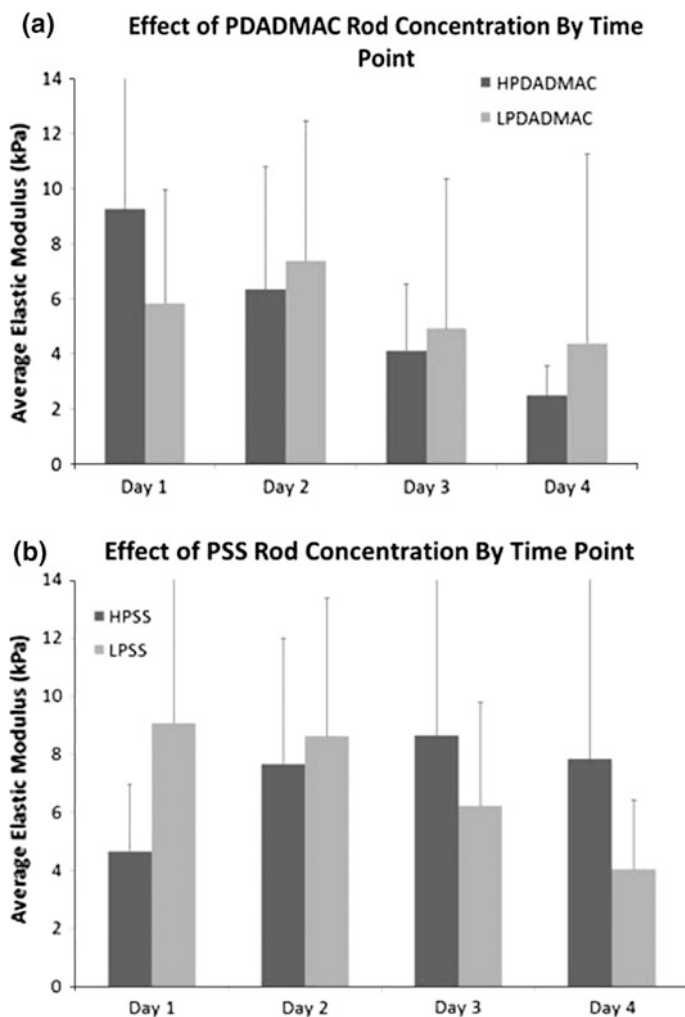 (a)
Effect of PDADMAC Rod Concentration By Time
Point
14
12
10
8
6
4
2
0
Average Elastic Modulus (kPa)
HPDADMAC
LPDADMAC
Day 1
Day 2
Day 3
Day 4
(b)
Effect of PSS Rod Concentration By Time Point
14
12
10
8
6
4
2
0
Average Elastic Modulus (kPa)
HPSS
LPSS
Day 1
Day 2
Day 3
Day 4